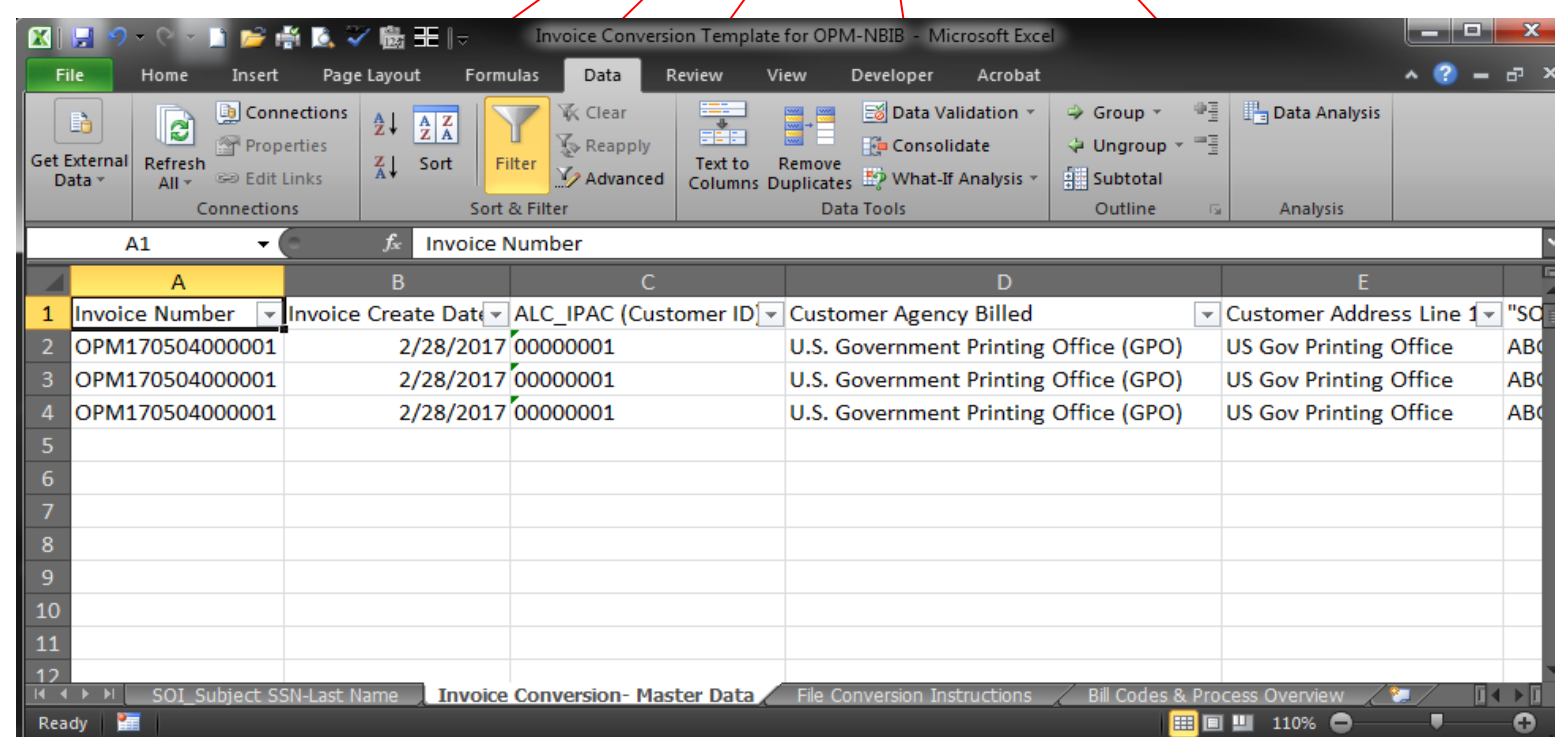 Invoice Conversion Template for OPM-NBIB - Microsoft Excel
File Home Insert Page Layout Formulas Data Review View Developer Acrobat
Get External Data
Refresh All
Connections
Properties
Edit Links
Connections
Sort
Filter
Clear
Reapply
Advanced
Sort & Filter
Text to Columns
Remove Duplicates
Data Validation
Consolidate
What-If Analysis
Data Tools
Group
Ungroup
Subtotal
Outline
Data Analysis
Analysis
A1 fx Invoice Number
A B C D E
1 Invoice Number Invoice Create Date ALC_IPAC (Customer ID) Customer Agency Billed Customer Address Line 1 "SO
2 OPM170504000001 2/28/2017 00000001 U.S. Government Printing Office (GPO) US Gov Printing Office ABC
3 OPM170504000001 2/28/2017 00000001 U.S. Government Printing Office (GPO) US Gov Printing Office ABC
4 OPM170504000001 2/28/2017 00000001 U.S. Government Printing Office (GPO) US Gov Printing Office ABC
5
6
7
8
9
10
11
12
SOI_Subject SSN-Last Name Invoice Conversion- Master Data File Conversion Instructions Bill Codes & Process Overview
Ready 110%